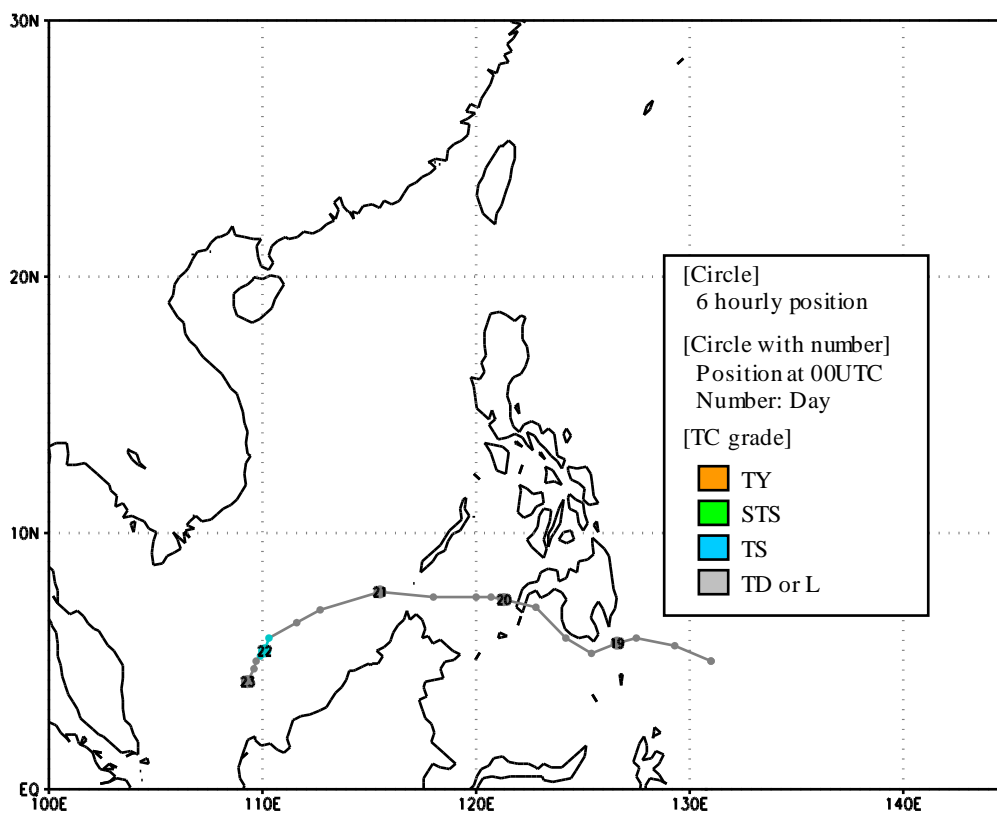 30N
20N
10N
EQ
100E
110E
120E
130E
140E
[Circle]
6 hourly position
[Circle with number]
Position at 00UTC
Number: Day
[TC grade]
TY
STS
TS
TD or L
21
20
19
22
23